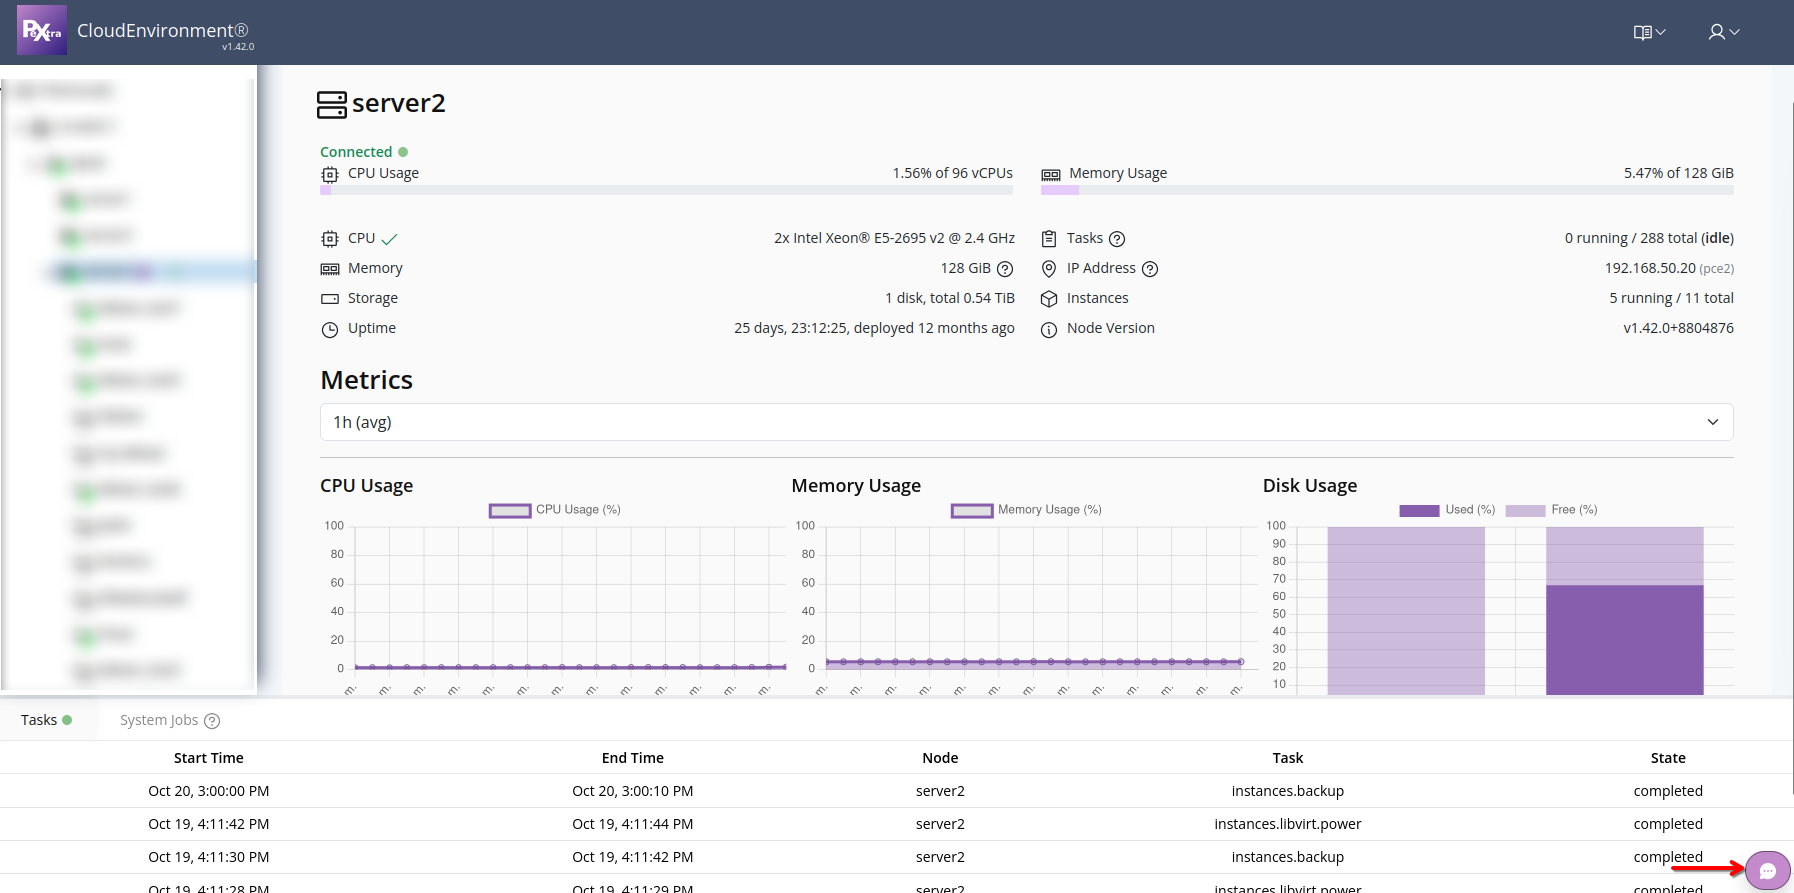 PXextra
CloudEnvironment®
v1.42.0
server2
Connected
CPU Usage 1.56% of 96 vCPUs
Memory Usage 5.47% of 128 GiB
CPU 2x Intel Xeon® E5-2695 v2 @ 2.4 GHz
Tasks 0 running / 288 total (idle)
Memory 128 GiB
IP Address 192.168.50.20 (pce2)
Storage 1 disk, total 0.54 TiB
Instances 5 running / 11 total
Uptime 25 days, 23:12:25, deployed 12 months ago
Node Version v1.42.0+8804876
Metrics
1h (avg)
CPU Usage
CPU Usage (%)
100
80
60
40
20
0
m. m. m. m. m. m. m. m. m. m. m. m. m.
Memory Usage
Memory Usage (%)
100
80
60
40
20
0
m. m. m. m. m. m. m. m. m. m. m. m. m.
Disk Usage
Used (%) Free (%)
100
90
80
70
60
50
40
30
20
10
Tasks System Jobs
Start Time End Time Node Task State
Oct 20, 3:00:00 PM Oct 20, 3:00:10 PM server2 instances.backup completed
Oct 19, 4:11:42 PM Oct 19, 4:11:44 PM server2 instances.libvirt.power completed
Oct 19, 4:11:30 PM Oct 19, 4:11:42 PM server2 instances.backup completed
Oct 19, 4:11:28 PM Oct 19, 4:11:29 PM server2 instances.libvirt.power completed